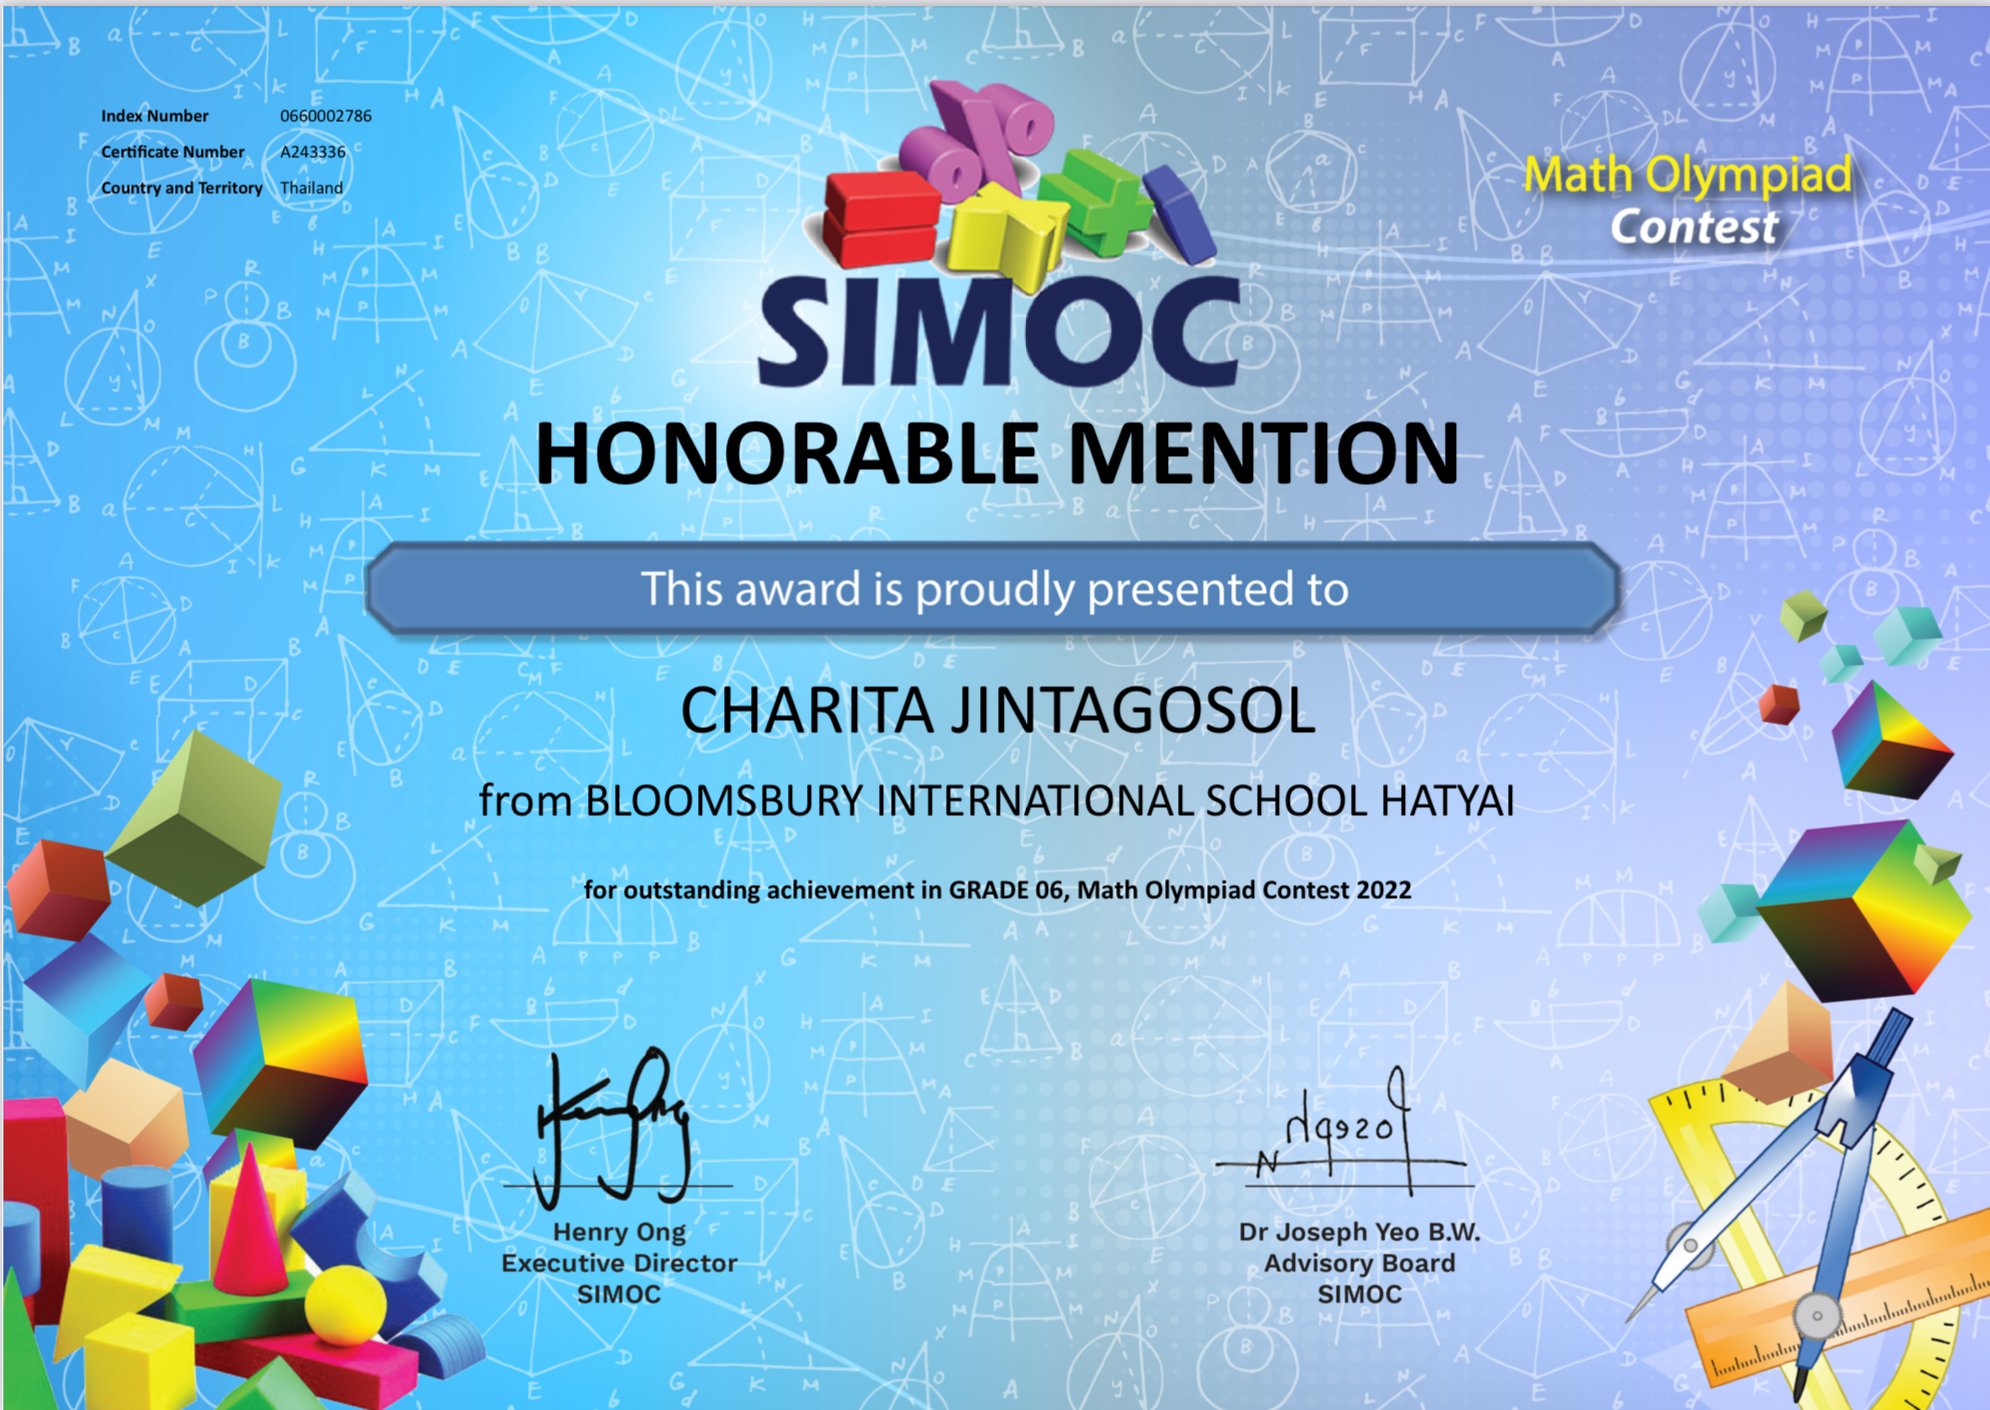 Index Number 0660002786
Certificate Number A243336
Country and Territory Thailand
Math Olympiad
Contest
SIMOC
HONORABLE MENTION
This award is proudly presented to
CHARITA JINTAGOSOL
from BLOOMSBURY INTERNATIONAL SCHOOL HATYAI
for outstanding achievement in GRADE 06, Math Olympiad Contest 2022
Henry Ong
Executive Director
SIMOC
Dr Joseph Yeo B.W.
Advisory Board
SIMOC